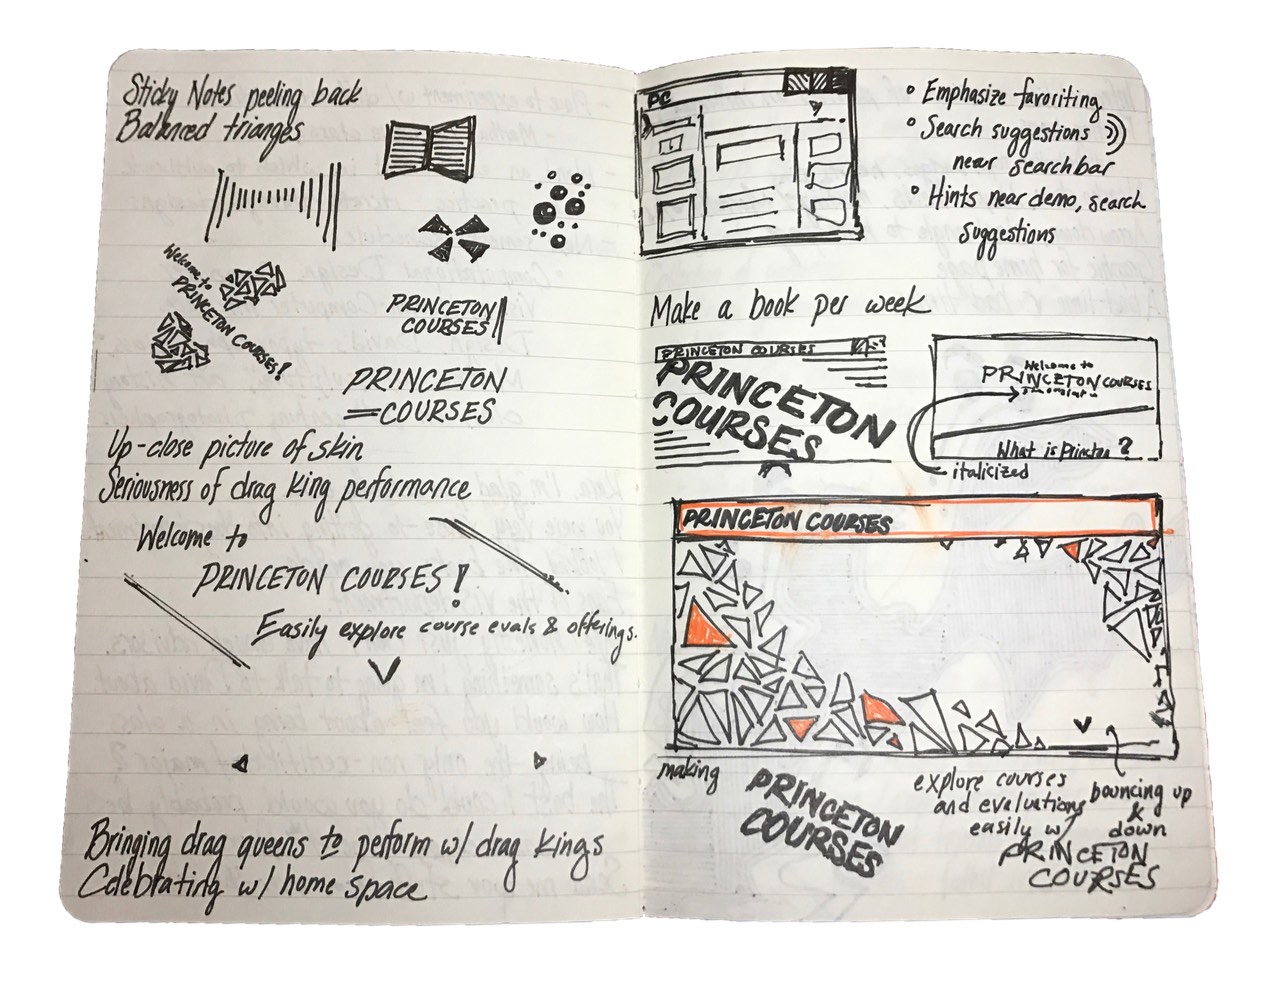 Sticky Notes peeling back
Balanced trianges
Welcome to
PRINCETON COURSES!
PRINCETON
COURSES
PRINCETON
COURSES
Up-close picture of skin
Seriousness of drag king performance
Welcome to
PRINCETON COURSES!
Easily explore course evals & offerings.
Bringing drag queens to perform w/ drag kings
Celebrating w/ home space
PC
• Emphasize favoriting
• Search suggestions
near searchbar
• Hints near demo, search
suggestions
Make a book per week
PRINCETON COURSES
PRINCETON
COURSES
Welcome to
PRINCETON COURSES
What is Princeton ?
italicized
PRINCETON COURSES
making
PRINCETON
COURSES
explore courses
and evaluations
easily w/
PRINCETON
COURSES
bouncing up
&
down